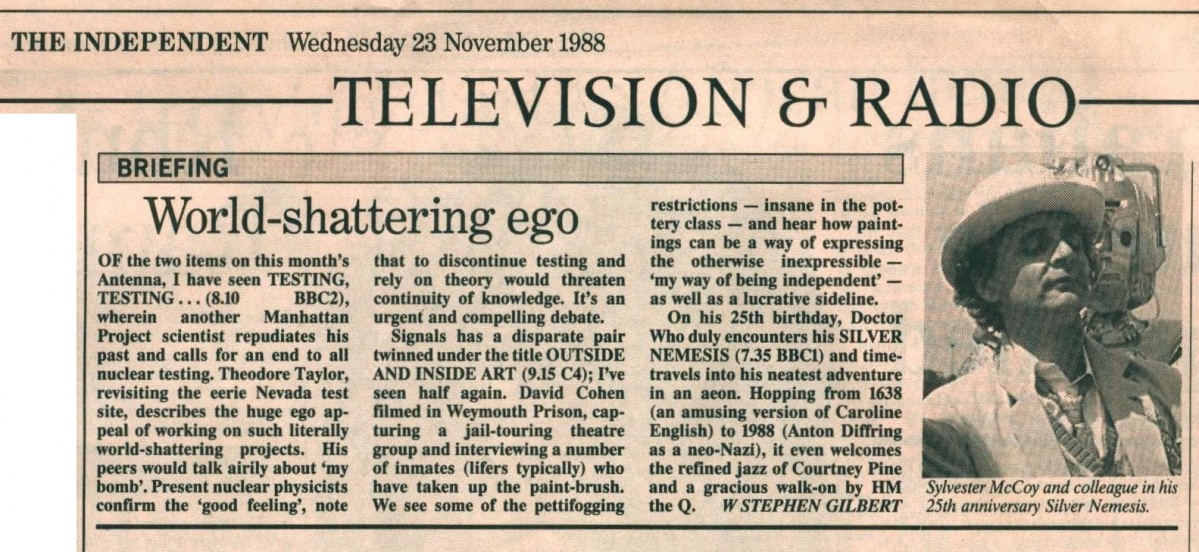 THE INDEPENDENT Wednesday 23 November 1988
TELEVISION & RADIO
BRIEFING
World-shattering ego
OF the two items on this month's
Antenna, I have seen TESTING,
TESTING . . . (8.10 BBC2),
wherein another Manhattan
Project scientist repudiates his
past and calls for an end to all
nuclear testing. Theodore Taylor,
revisiting the eerie Nevada test
site, describes the huge ego ap-
peal of working on such literally
world-shattering projects. His
peers would talk airily about 'my
bomb'. Present nuclear physicists
confirm the 'good feeling', note
that to discontinue testing and
rely on theory would threaten
continuity of knowledge. It's an
urgent and compelling debate.
Signals has a disparate pair
twinned under the title OUTSIDE
AND INSIDE ART (9.15 C4); I've
seen half again. David Cohen
filmed in Weymouth Prison, cap-
turing a jail-touring theatre
group and interviewing a number
of inmates (lifers typically) who
have taken up the paint-brush.
We see some of the pettifogging
restrictions — insane in the pot-
tery class — and hear how paint-
ings can be a way of expressing
the otherwise inexpressible —
'my way of being independent' —
as well as a lucrative sideline.
On his 25th birthday, Doctor
Who duly encounters his SILVER
NEMESIS (7.35 BBC1) and time-
travels into his neatest adventure
in an aeon. Hopping from 1638
(an amusing version of Caroline
English) to 1988 (Anton Diffring
as a neo-Nazi), it even welcomes
the refined jazz of Courtney Pine
and a gracious walk-on by HM
the Q. W STEPHEN GILBERT
Sylvester McCoy and colleague in his
25th anniversary Silver Nemesis.